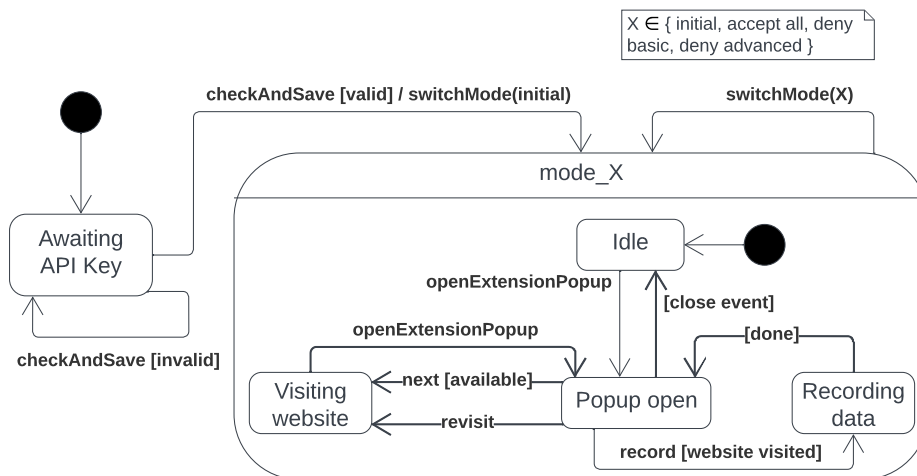 X ∈ { initial, accept all, deny
basic, deny advanced }
checkAndSave [valid] / switchMode(initial)
switchMode(X)
mode_X
Awaiting
API Key
Idle
openExtensionPopup
[close event]
checkAndSave [invalid]
openExtensionPopup
[done]
Visiting
website
next [available]
revisit
Popup open
Recording
data
record [website visited]